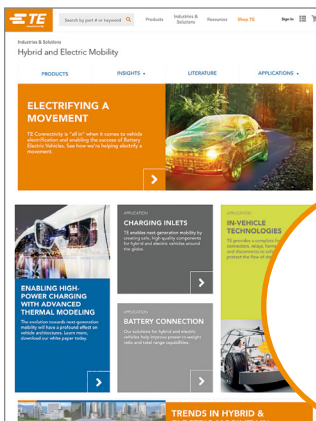 TE
Search by part # or keyword
Products
Industries &
Solutions
Resources
Shop TE
Sign in
Industries & Solutions
Hybrid and Electric Mobility
PRODUCTS
INSIGHTS
LITERATURE
APPLICATIONS
ELECTRIFYING A
MOVEMENT
TE Connectivity is "all in" when it comes to vehicle
electrification and enabling the success of Battery
Electric Vehicles. See how we're helping electrify a
movement.
ENABLING HIGH-
POWER CHARGING
WITH ADVANCED
THERMAL MODELING
The evolution towards next-generation
mobility will have a profound effect on
vehicle architectures. Learn more,
download our white paper today.
APPLICATION
CHARGING INLETS
TE enables next-generation mobility by
creating safe, high quality components
for hybrid and electric vehicles around
the globe.
APPLICATION
BATTERY CONNECTION
Our solutions for hybrid and electric
vehicles help improve power to weight
ratio and total range capabilities.
APPLICATION
IN-VEHICLE
TECHNOLOGIES
TE provides a complete
connectors, relays,
and disconnects
protect the flow of
TRENDS IN HYBRID &